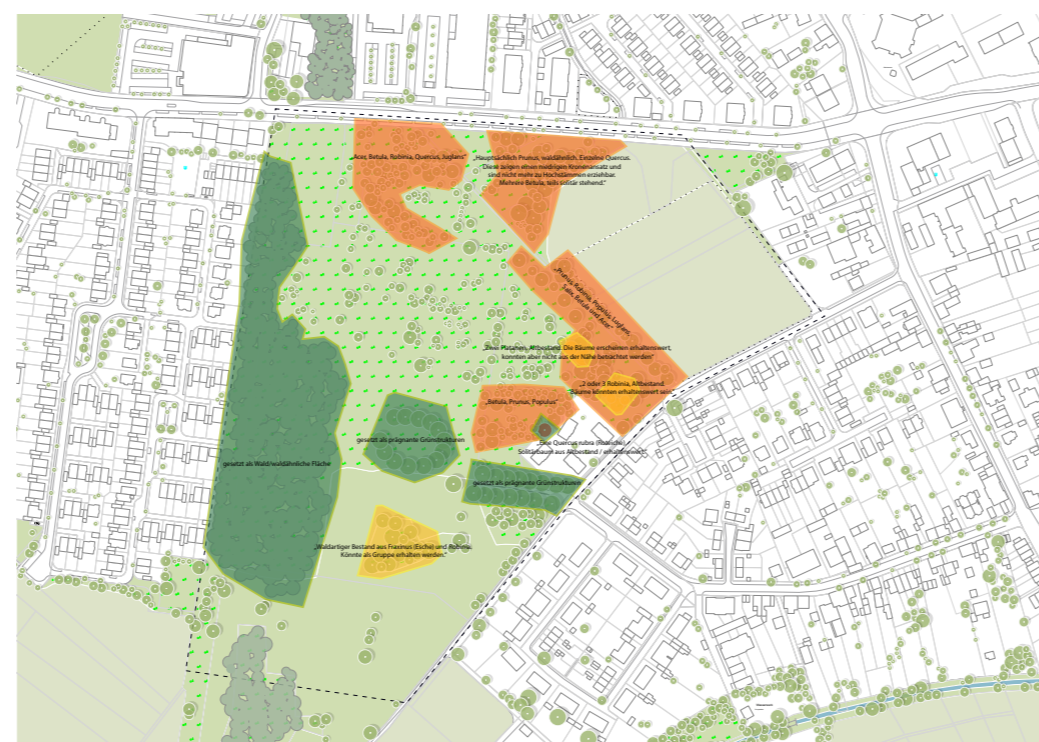 „Acer, Betula, Robinia, Quercus, Juglans“
„Hauptsächlich Prunus, waldähnlich. Einzelne Quercus.
Diese zeigen einen niedrigen Kronenansatz und
sind nicht mehr zu Hochstämmen erziehbar.
Mehrere Betula, teils solitär stehend.“
„Prunus, Robinia, Populus, Juglans,
Salix, Betula und Acer“
„Zwei Platanen, Altbestand. Die Bäume erscheinen erhaltenswert,
konnten aber nicht aus der Nähe betrachtet werden“
„2 oder 3 Robinia, Altbestand.
Bäume könnten erhaltenswert sein.“
„Betula, Prunus, Populus“
gesetzt als prägnante Grünstrukturen
„Eine Quercus rubra (Roteiche)
Solitärbaum aus Altbestand / erhaltenswert“
gesetzt als Wald/waldähnliche Fläche
gesetzt als prägnante Grünstrukturen
„Waldartiger Bestand aus Fraxinus (Esche) und Robinia.
Könnte als Gruppe erhalten werden.“